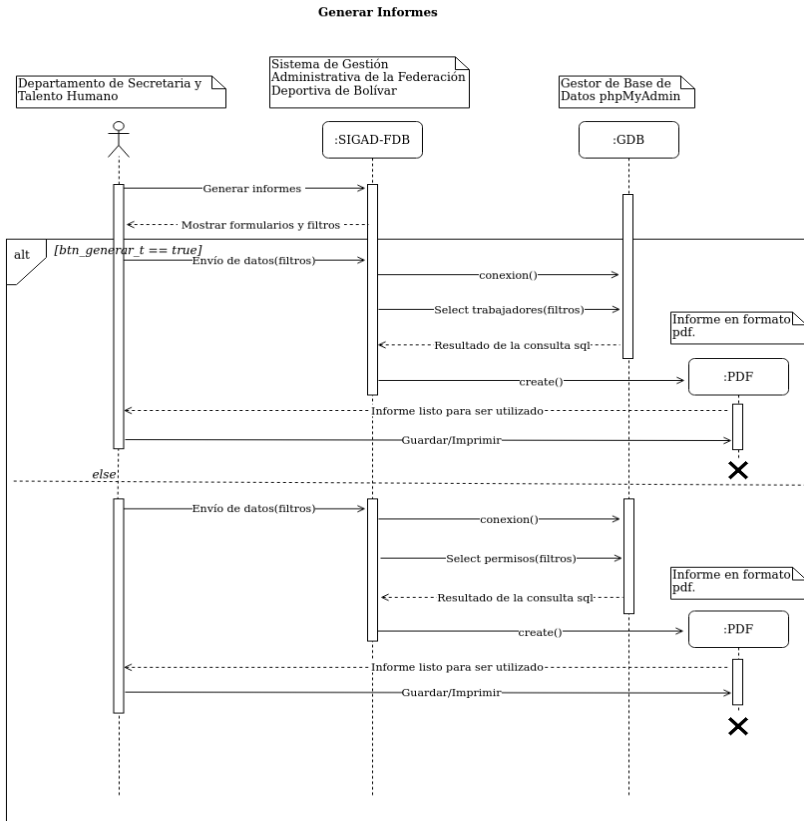 Generar Informes
Departamento de Secretaria y
Talento Humano
Sistema de Gestión
Administrativa de la Federación
Deportiva de Bolívar
Gestor de Base de
Datos phpMyAdmin
:SIGAD-FDB
:GDB
Generar informes
Mostrar formularios y filtros
alt
[btn_generar_t == true]
Envío de datos(filtros)
conexion()
Select trabajadores(filtros)
Informe en formato
pdf.
Resultado de la consulta sql
:PDF
create()
Informe listo para ser utilizado
Guardar/Imprimir
else
Envío de datos(filtros)
conexion()
Select permisos(filtros)
Informe en formato
pdf.
Resultado de la consulta sql
:PDF
create()
Informe listo para ser utilizado
Guardar/Imprimir